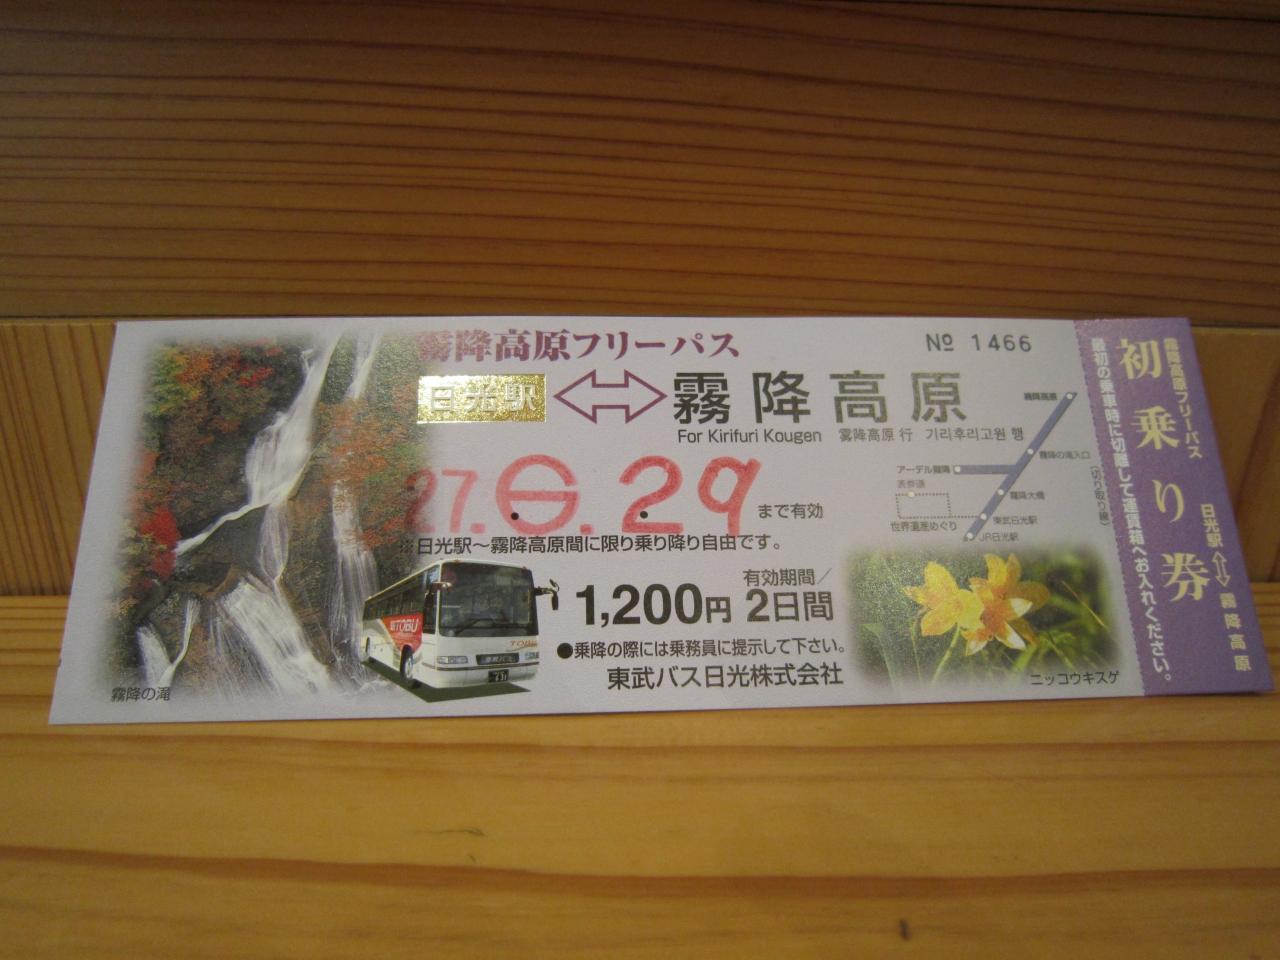 霧降高原フリーパス
№ 1466
日光駅 ⇔ 霧降高原
For Kirifuri Kougen 霧降高原 行 기리후리고원 행
27.6.29 まで有効
※日光駅～霧降高原間に限り乗り降り自由です。
1,200円 有効期間/2日間
●乗降の際には乗務員に提示して下さい。
東武バス日光株式会社
TOBU
霧降の滝
霧降高原
霧降の滝入口
アーデル霧降
霧降大橋
表参道
世界遺産めぐり
東武日光駅
JR日光駅
ニッコウキスゲ
霧降高原フリーパス 日光駅⇔霧降高原
初乗り券
最初の乗車時に切離して運賃箱へお入れください。
(切り取り線)